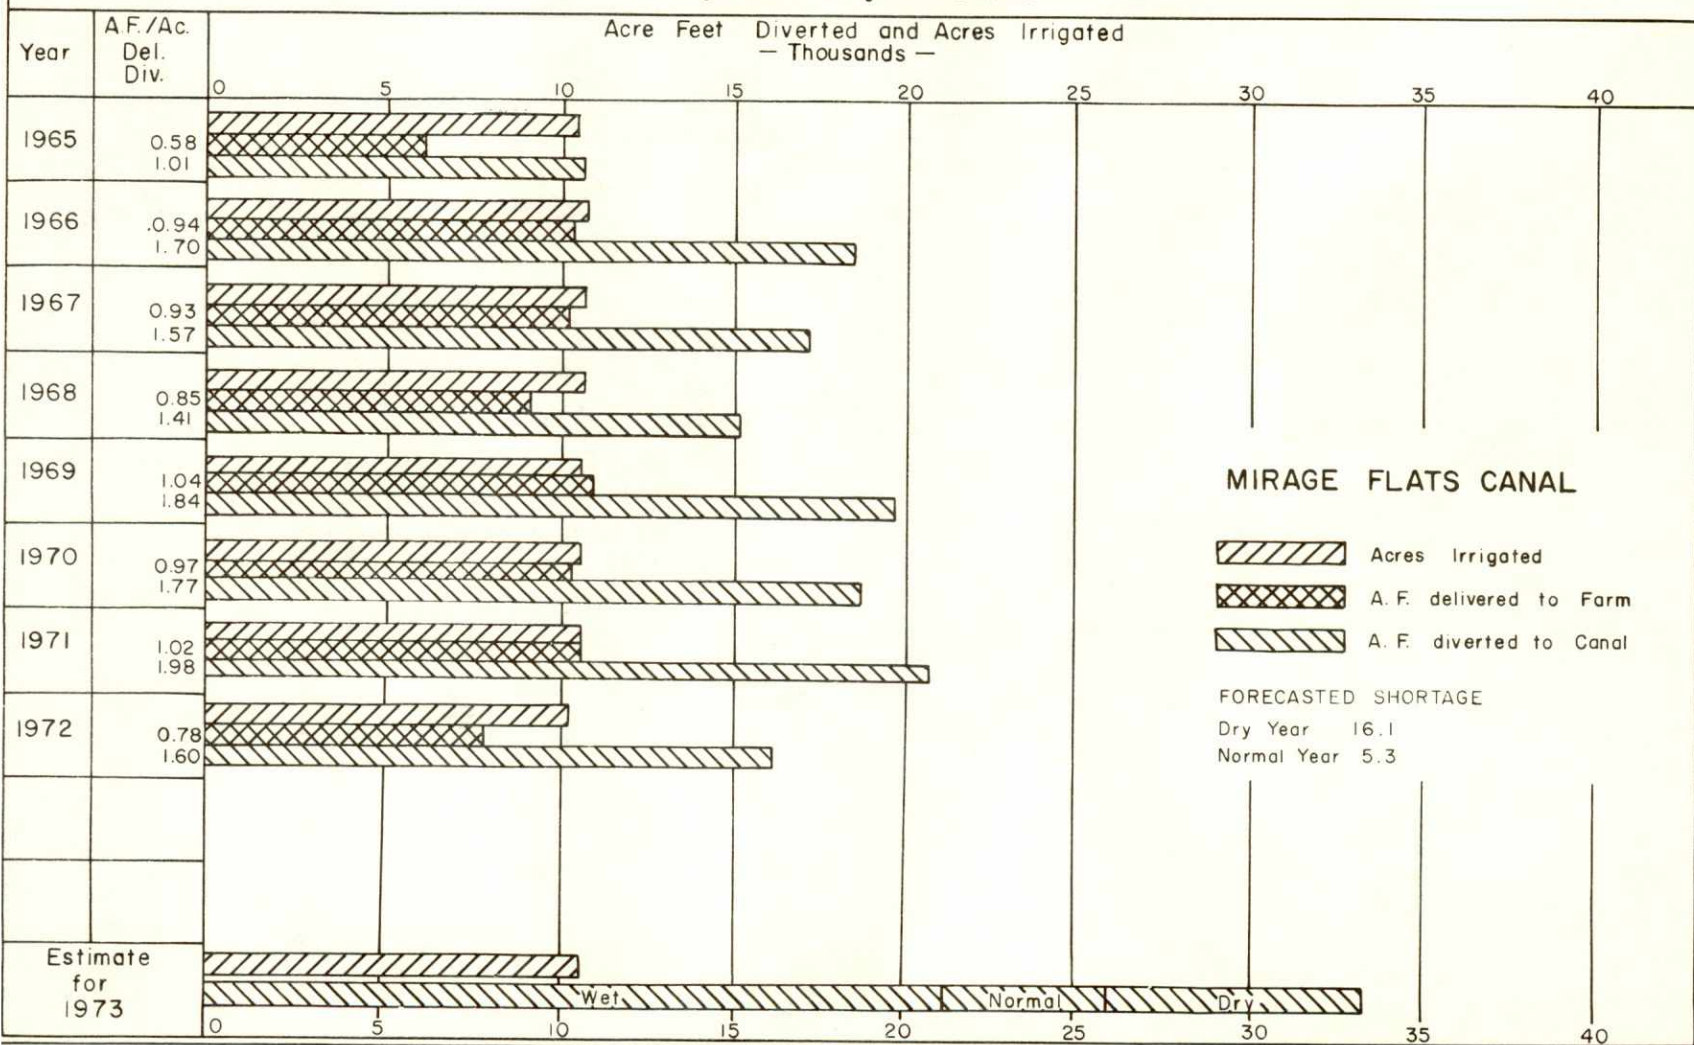 Year
A.F./Ac.
Del.
Div.
Acre Feet Diverted and Acres Irrigated
— Thousands —
0 5 10 15 20 25 30 35 40
1965
0.58
1.01
1966
.0.94
1.70
1967
0.93
1.57
1968
0.85
1.41
1969
1.04
1.84
1970
0.97
1.77
1971
1.02
1.98
1972
0.78
1.60
MIRAGE FLATS CANAL
Acres Irrigated
A.F. delivered to Farm
A.F. diverted to Canal
FORECASTED SHORTAGE
Dry Year 16.1
Normal Year 5.3
Estimate
for
1973
Wet Normal Dry
0 5 10 15 20 25 30 35 40